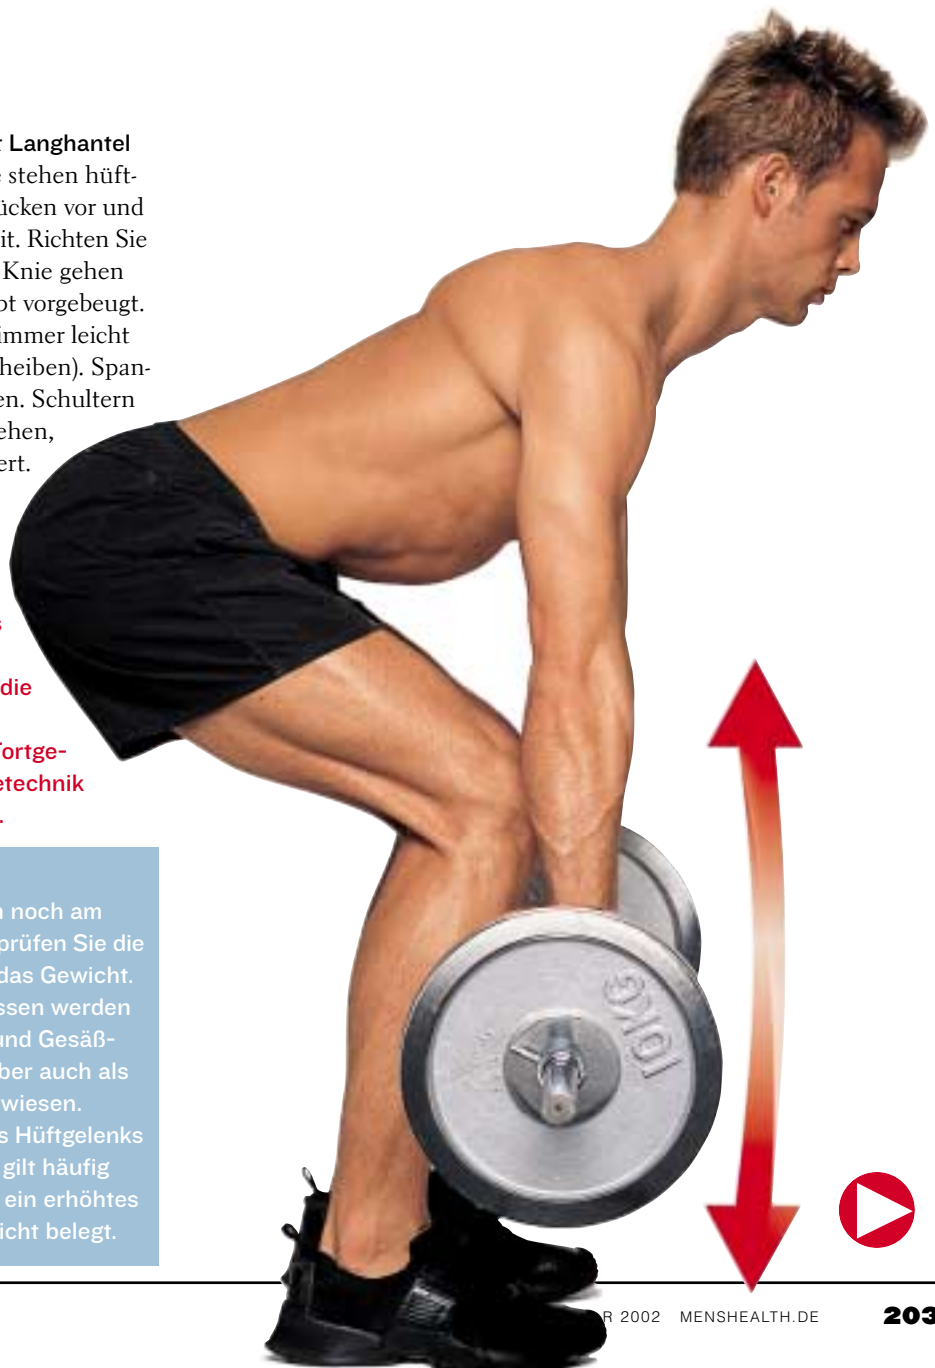 Langhantel
stehen hüft-
ücken vor und
it. Richten Sie
Knie gehen
ot vorgebeugt.
immer leicht
heiben). Span-
en. Schultern
ehen,
ert.
s
die
ortge-
etechnik
.
n noch am
prüfen Sie die
das Gewicht.
ssen werden
und Gesäß-
ber auch als
wiesen.
s Hüftgelenks
gilt häufig
ein erhöhtes
icht belegt.
10KG
R 2002 MENSHEALTH.DE 203